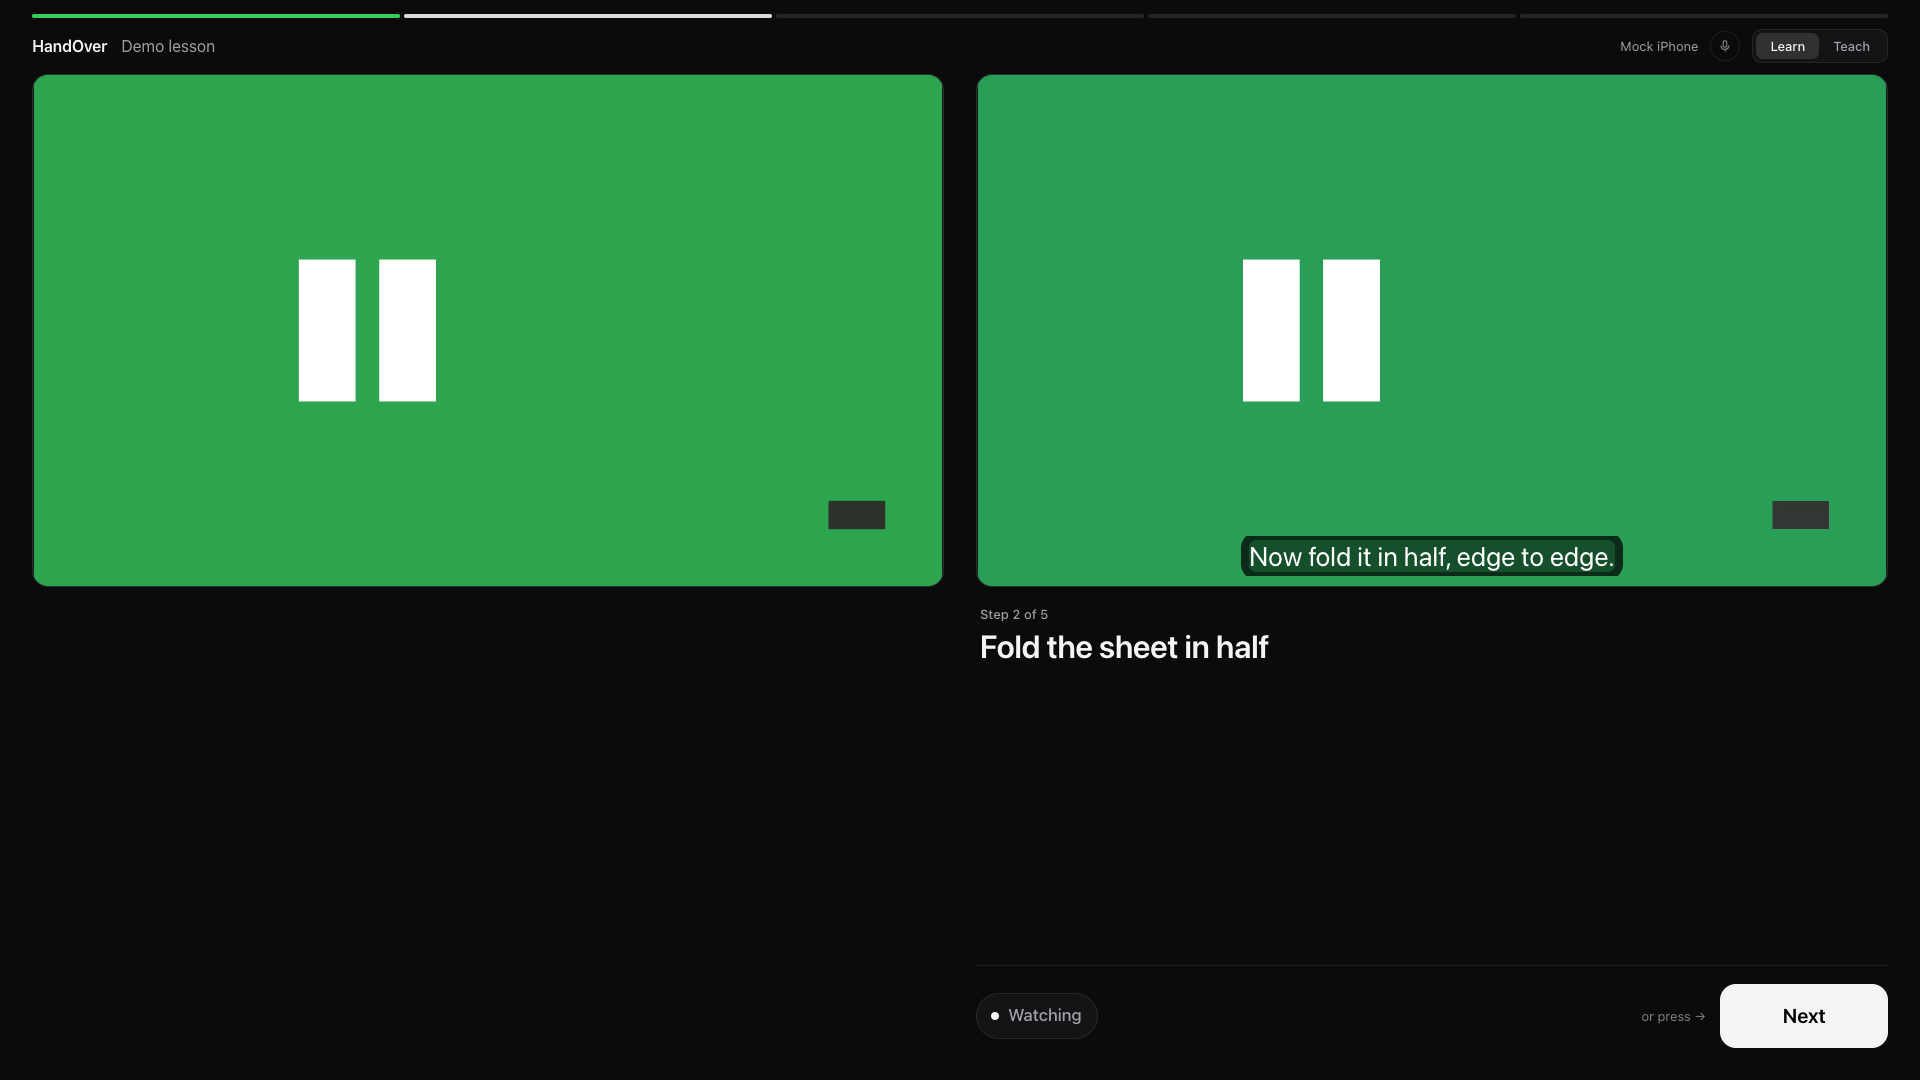 HandOver Demo lesson
Mock iPhone
Learn Teach
Now fold it in half, edge to edge.
Step 2 of 5
Fold the sheet in half
Watching
or press →
Next